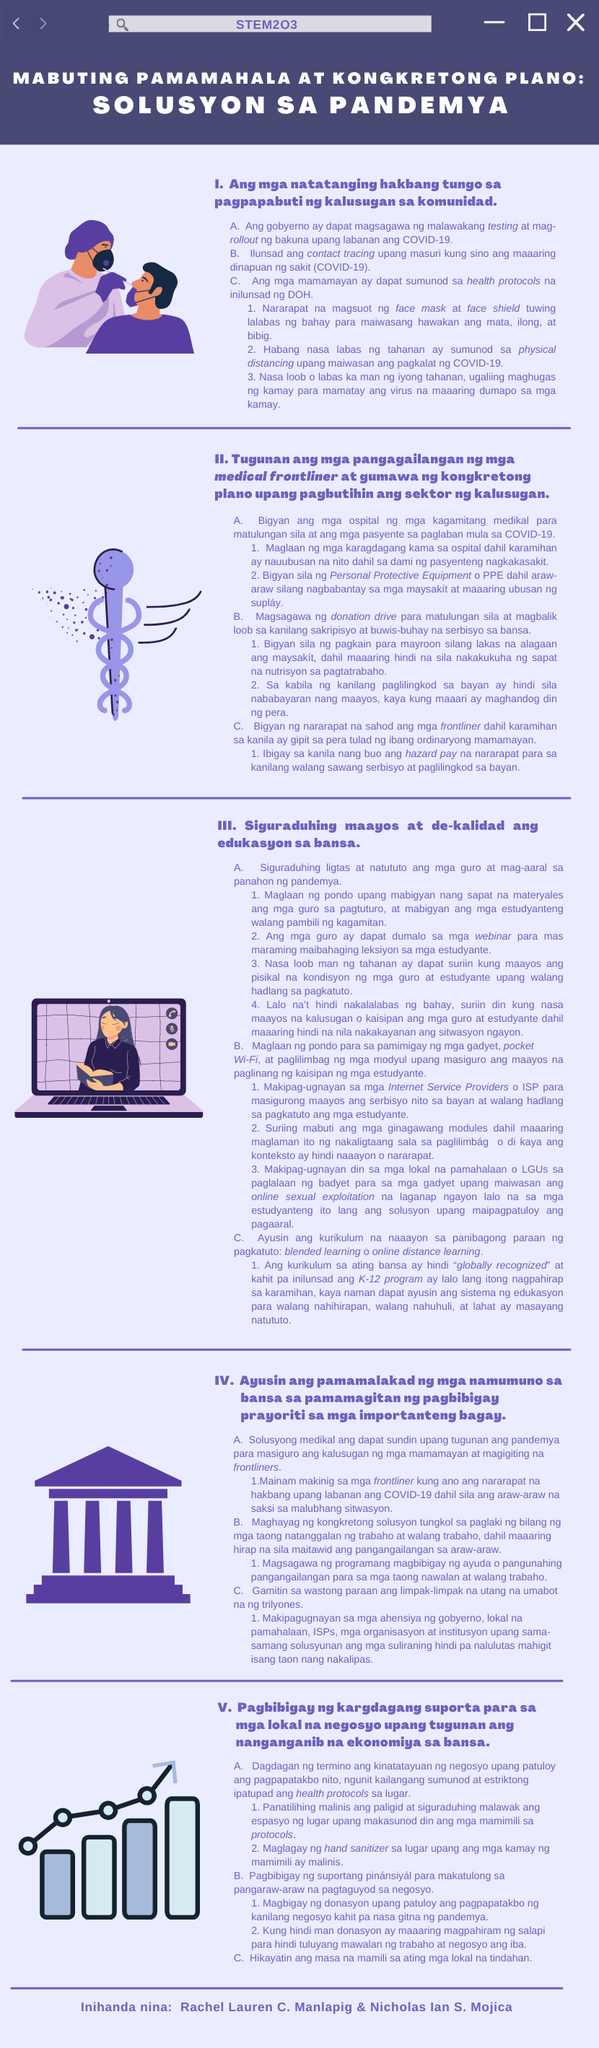 STEM2O3
MABUTING PAMAMAHALA AT KONGKRETONG PLANO:
SOLUSYON SA PANDEMYA
I. Ang mga natatanging hakbang tungo sa
pagpapabuti ng kalusugan sa komunidad.
A. Ang gobyerno ay dapat magsagawa ng malawakang testing at mag-
rollout ng bakuna upang labanan ang COVID-19.
B. Ilunsad ang contact tracing upang masuri kung sino ang maaaring
dinapuan ng sakit (COVID-19).
C. Ang mga mamamayan ay dapat sumunod sa health protocols na
inilunsad ng DOH.
1. Nararapat na magsuot ng face mask at face shield tuwing
lalabas ng bahay para maiwasang hawakan ang mata, ilong, at
bibig.
2. Habang nasa labas ng tahanan ay sumunod sa physical
distancing upang maiwasan ang pagkalat ng COVID-19.
3. Nasa loob o labas ka man ng iyong tahanan, ugaliing maghugas
ng kamay para mamatay ang virus na maaaring dumapo sa mga
kamay.
II. Tugunan ang mga pangagailangan ng mga
medical frontliner at gumawa ng kongkretong
plano upang pagbutihin ang sektor ng kalusugan.
A. Bigyan ang mga ospital ng mga kagamitang medikal para
matulungan sila at ang mga pasyente sa paglaban mula sa COVID-19.
1. Maglaan ng mga karagdagang kama sa ospital dahil karamihan
ay nauubusan na nito dahil sa dami ng pasyenteng nagkakasakit.
2. Bigyan sila ng Personal Protective Equipment o PPE dahil araw-
araw silang nagbabantay sa mga maysakít at maaaring ubusan ng
supláy.
B. Magsagawa ng donation drive para matulungan sila at magbalik
loob sa kanilang sakripisyo at buwis-buhay na serbisyo sa bansa.
1. Bigyan sila ng pagkain para mayroon silang lakas na alagaan
ang maysakít, dahil maaaring hindi na sila nakakukuha ng sapat
na nutrisyon sa pagtatrabaho.
2. Sa kabila ng kanilang paglilingkod sa bayan ay hindi sila
nababayaran nang maayos, kaya kung maaari ay maghandog din
ng pera.
C. Bigyan ng nararapat na sahod ang mga frontliner dahil karamihan
sa kanila ay gipit sa pera tulad ng ibang ordinaryong mamamayan.
1. Ibigay sa kanila nang buo ang hazard pay na nararapat para sa
kanilang walang sawang serbisyo at paglilingkod sa bayan.
III. Siguraduhing maayos at de-kalidad ang
edukasyon sa bansa.
A. Siguraduhing ligtas at natututo ang mga guro at mag-aaral sa
panahon ng pandemya.
1. Maglaan ng pondo upang mabigyan nang sapat na materyales
ang mga guro sa pagtuturo, at mabigyan ang mga estudyanteng
walang pambili ng kagamitan.
2. Ang mga guro ay dapat dumalo sa mga webinar para mas
maraming maibahaging leksiyon sa mga estudyante.
3. Nasa loob man ng tahanan ay dapat suriin kung maayos ang
pisikal na kondisyon ng mga guro at estudyante upang walang
hadlang sa pagkatuto.
4. Lalo na't hindi nakalalabas ng bahay, suriin din kung nasa
maayos na kalusugan o kaisipan ang mga guro at estudante dahil
maaaring hindi na nila nakakayanan ang sitwasyon ngayon.
B. Maglaan ng pondo para sa pamimigay ng mga gadyet, pocket
Wi-Fi, at paglilimbag ng mga modyul upang masiguro ang maayos na
paglinang ng kaisipan ng mga estudyante.
1. Makipag-ugnayan sa mga Internet Service Providers o ISP para
masigurong maayos ang serbisyo nito sa bayan at walang hadlang
sa pagkatuto ang mga estudyante.
2. Suriing mabuti ang mga ginagawang modules dahil maaaring
maglaman ito ng nakaligtaang sala sa paglilimbág o di kaya ang
konteksto ay hindi naaayon o nararapat.
3. Makipag-ugnayan din sa mga lokal na pamahalaan o LGUs sa
paglalaan ng badyet para sa mga gadyet upang maiwasan ang
online sexual exploitation na laganap ngayon lalo na sa mga
estudyanteng ito lang ang solusyon upang maipagpatuloy ang
pagaaral.
C. Ayusin ang kurikulum na naaayon sa panibagong paraan ng
pagkatuto: blended learning o online distance learning.
1. Ang kurikulum sa ating bansa ay hindi "globally recognized" at
kahit pa inilunsad ang K-12 program ay lalo lang itong nagpahirap
sa karamihan, kaya naman dapat ayusin ang sistema ng edukasyon
para walang nahihirapan, walang nahuhuli, at lahat ay masayang
natututo.
IV. Ayusin ang pamamalakad ng mga namumuno sa
bansa sa pamamagitan ng pagbibigay
prayoriti sa mga importanteng bagay.
A. Solusyong medikal ang dapat sundin upang tugunan ang pandemya
para masiguro ang kalusugan ng mga mamamayan at magigiting na
frontliners.
1.Mainam makinig sa mga frontliner kung ano ang nararapat na
hakbang upang labanan ang COVID-19 dahil sila ang araw-araw na
saksi sa malubhang sitwasyon.
B. Maghayag ng kongkretong solusyon tungkol sa paglaki ng bilang ng
mga taong natanggalan ng trabaho at walang trabaho, dahil maaaring
hirap na sila maitawid ang pangangailangan sa araw-araw.
1. Magsagawa ng programang magbibigay ng ayuda o pangunahing
pangangailangan para sa mga taong nawalan at walang trabaho.
C. Gamitin sa wastong paraan ang limpak-limpak na utang na umabot
na ng trilyones.
1. Makipagugnayan sa mga ahensiya ng gobyerno, lokal na
pamahalaan, ISPs, mga organisasyon at institusyon upang sama-
samang solusyunan ang mga suliraning hindi pa nalulutas mahigit
isang taon nang nakalipas.
V. Pagbibigay ng kargdagang suporta para sa
mga lokal na negosyo upang tugunan ang
nanganganib na ekonomiya sa bansa.
A. Dagdagan ng termino ang kinatatayuan ng negosyo upang patuloy
ang pagpapatakbo nito, ngunit kailangang sumunod at estriktong
ipatupad ang health protocols sa lugar.
1. Panatilihing malinis ang paligid at siguraduhing malawak ang
espasyo ng lugar upang makasunod din ang mga mamimili sa
protocols.
2. Maglagay ng hand sanitizer sa lugar upang ang mga kamay ng
mamimili ay malinis.
B. Pagbibigay ng suportang pinánsiyál para makatulong sa
pangaraw-araw na pagtaguyod sa negosyo.
1. Magbigay ng donasyon upang patuloy ang pagpapatakbo ng
kanilang negosyo kahit pa nasa gitna ng pandemya.
2. Kung hindi man donasyon ay maaaring magpahiram ng salapi
para hindi tuluyang mawalan ng trabaho at negosyo ang iba.
C. Hikayatin ang masa na mamili sa ating mga lokal na tindahan.
Inihanda nina: Rachel Lauren C. Manlapig & Nicholas Ian S. Mojica